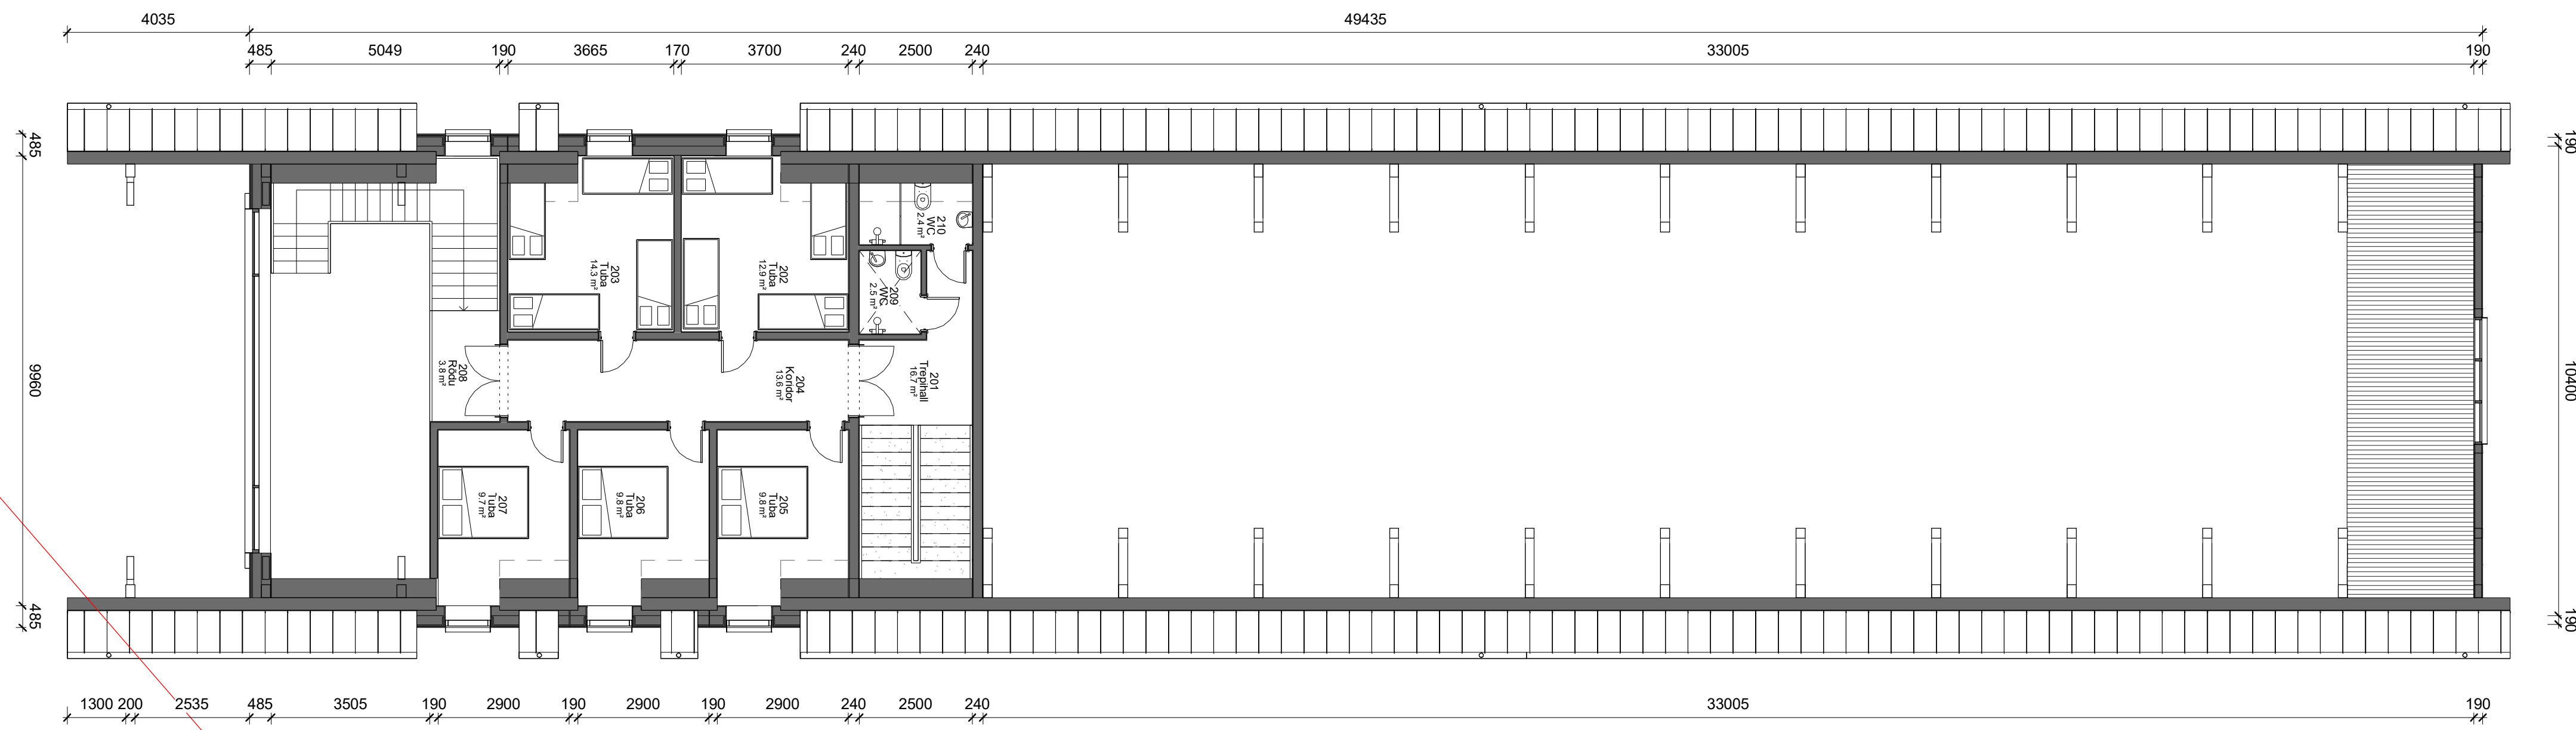 4035
49435
485
5049
190
3665
170
3700
240
2500
240
33005
190
485
9960
485
190
10400
190
203
Tuba
14.3 m²
202
Tuba
12.9 m²
210
WC
2.4 m²
209
WC
2.5 m²
208
Rõdu
3.8 m²
204
Koridor
13.6 m²
201
Trepihall
16.7 m²
207
Tuba
9.7 m²
206
Tuba
9.8 m²
205
Tuba
9.8 m²
1300
200
2535
485
3505
190
2900
190
2900
190
2900
240
2500
240
33005
190